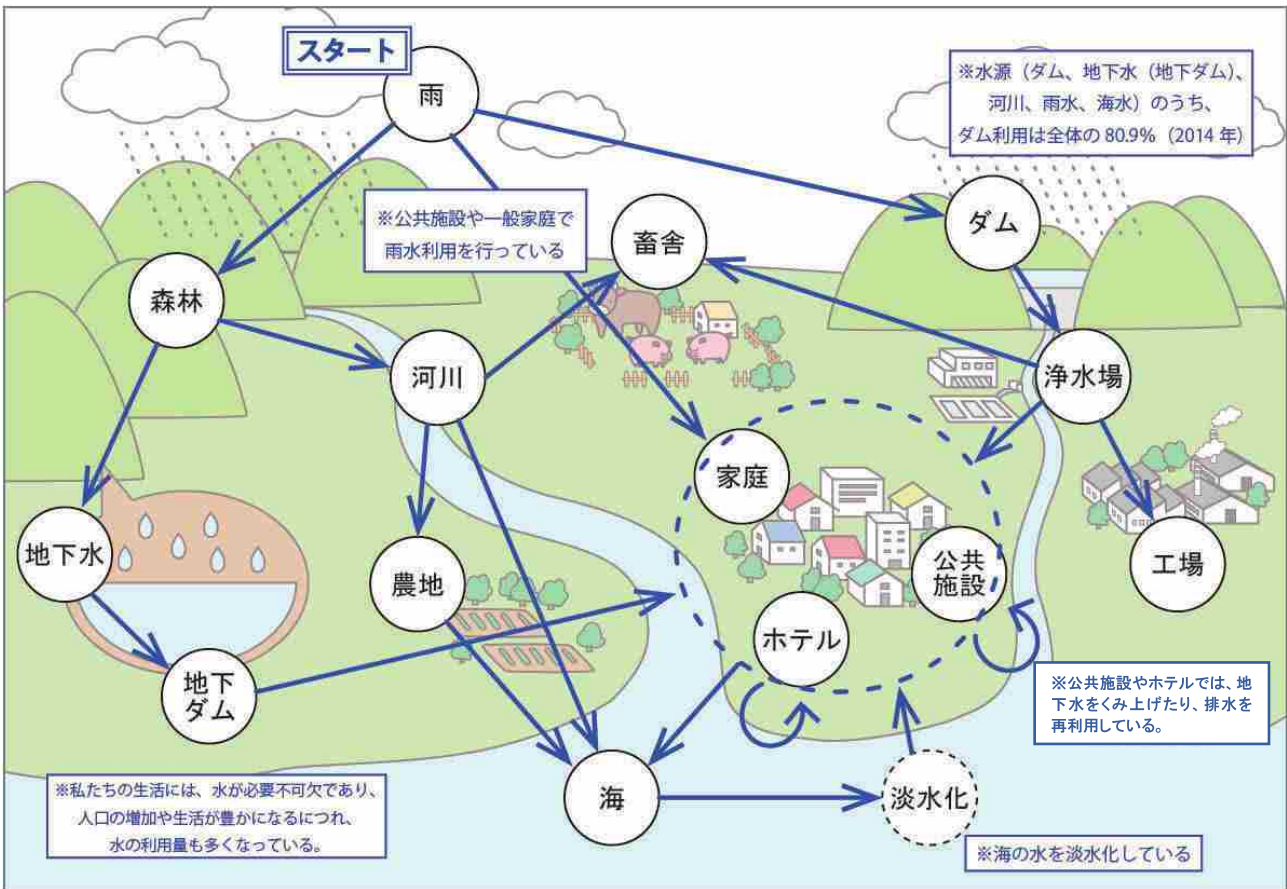 スタート
雨
※水源（ダム、地下水（地下ダム）、
河川、雨水、海水）のうち、
ダム利用は全体の 80.9%（2014 年）
※公共施設や一般家庭で
雨水利用を行っている
畜舎
ダム
森林
河川
浄水場
家庭
地下水
農地
公共
施設
工場
ホテル
地下
ダム
※公共施設やホテルでは、地
下水をくみ上げたり、排水を
再利用している。
※私たちの生活には、水が必要不可欠であり、
人口の増加や生活が豊かになるにつれ、
水の利用量も多くなっている。
海
淡水化
※海の水を淡水化している